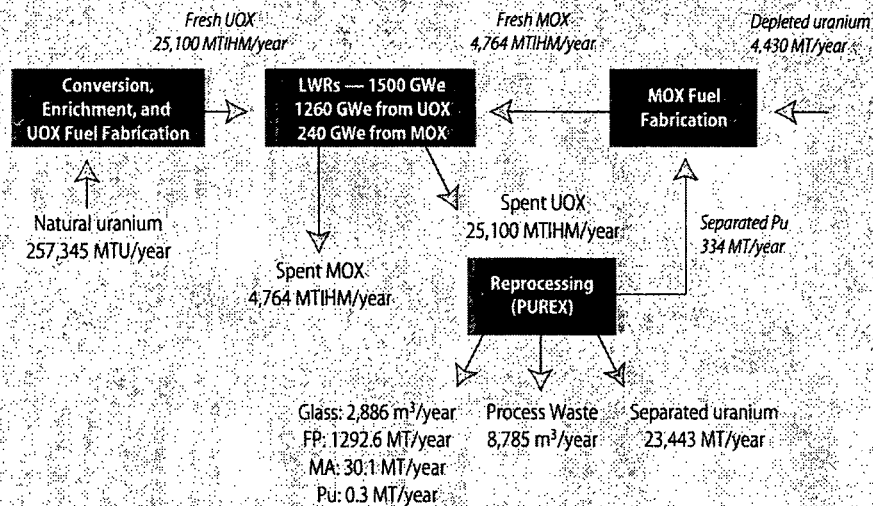 Fresh UOX
25,100 MTIHM/year
Fresh MOX
4,764 MTIHM/year
Depleted uranium
4,430 MT/year
Conversion,
Enrichment, and
UOX Fuel Fabrication
LWRs — 1500 GWe
1260 GWe from UOX
240 GWe from MOX
MOX Fuel
Fabrication
Natural uranium
257,345 MTU/year
Spent MOX
4,764 MTIHM/year
Spent UOX
25,100 MTIHM/year
Separated Pu
334 MT/year
Reprocessing
(PUREX)
Glass: 2,886 m³/year
FP: 1292.6 MT/year
MA: 30.1 MT/year
Pu: 0.3 MT/year
Process Waste
8,785 m³/year
Separated uranium
23,443 MT/year